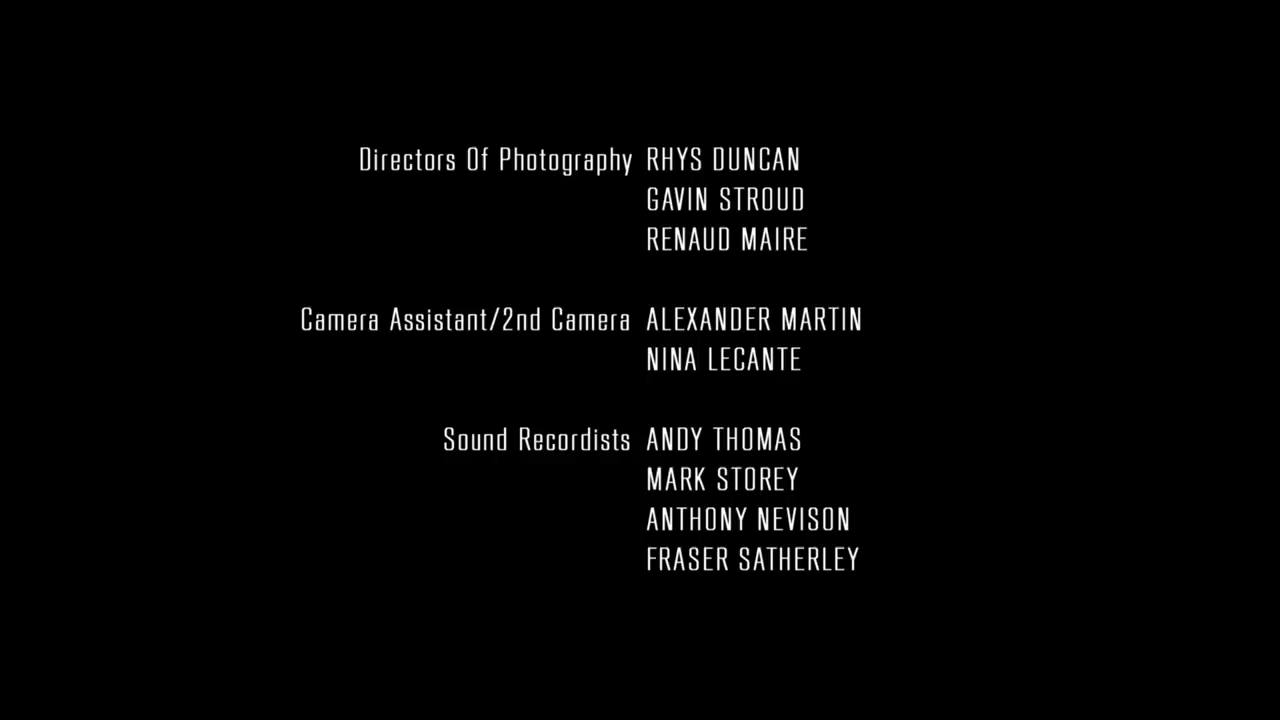 Directors Of Photography RHYS DUNCAN
GAVIN STROUD
RENAUD MAIRE
Camera Assistant/2nd Camera ALEXANDER MARTIN
NINA LECANTE
Sound Recordists ANDY THOMAS
MARK STOREY
ANTHONY NEVISON
FRASER SATHERLEY